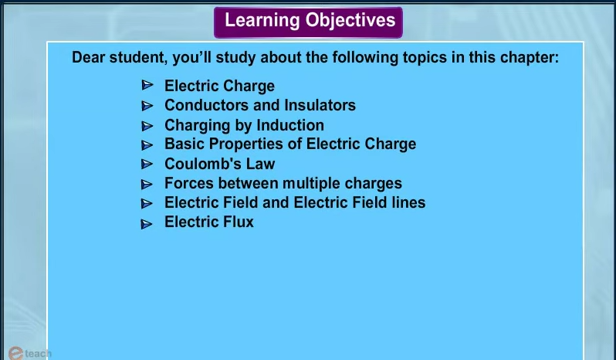 Learning Objectives
Dear student, you'll study about the following topics in this chapter:
Electric Charge
Conductors and Insulators
Charging by Induction
Basic Properties of Electric Charge
Coulomb's Law
Forces between multiple charges
Electric Field and Electric Field lines
Electric Flux
e teach